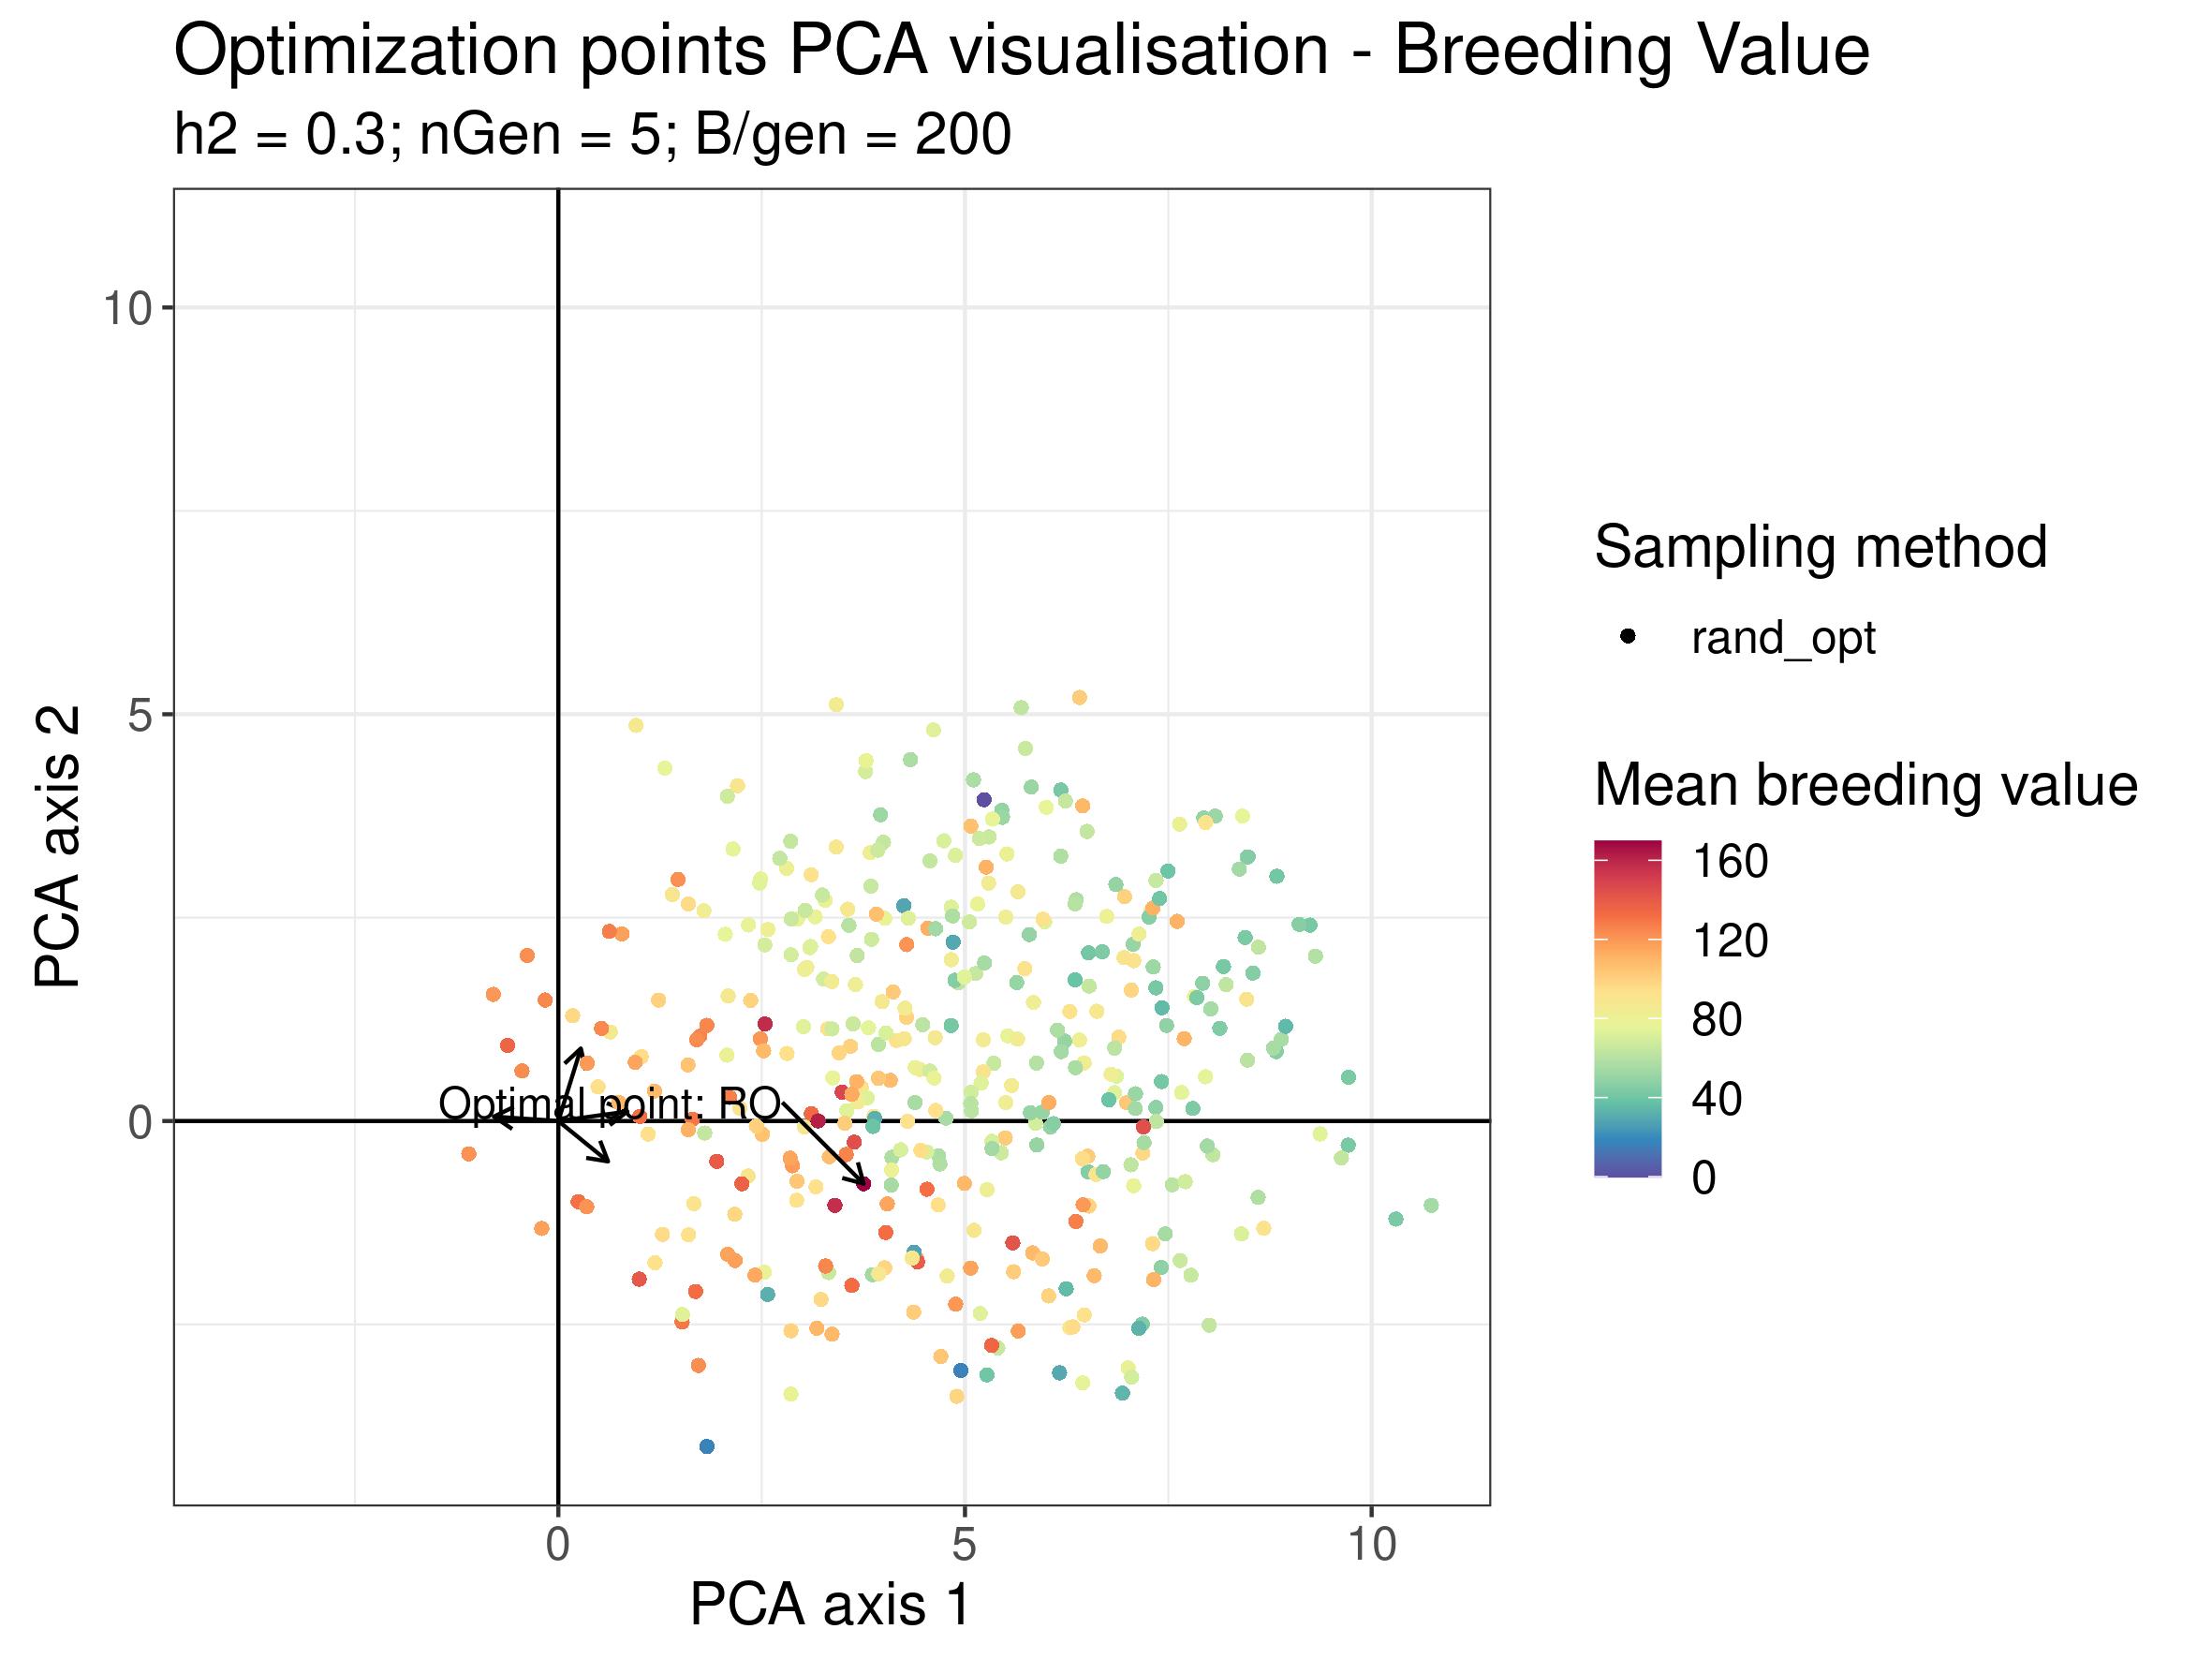 Optimization points PCA visualisation - Breeding Value
h2 = 0.3; nGen = 5; B/gen = 200
PCA axis 2
10
5
0
Optimal point: RO
0
5
10
PCA axis 1
Sampling method
rand_opt
Mean breeding value
160
120
80
40
0